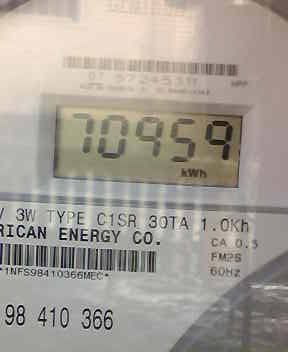 70959
kWh
/ 3W TYPE C1SR 30TA 1.0Kh
RICAN ENERGY CO.
CA 0.5
FM2S
60Hz
*1NFS98410366MEC*
98 410 366